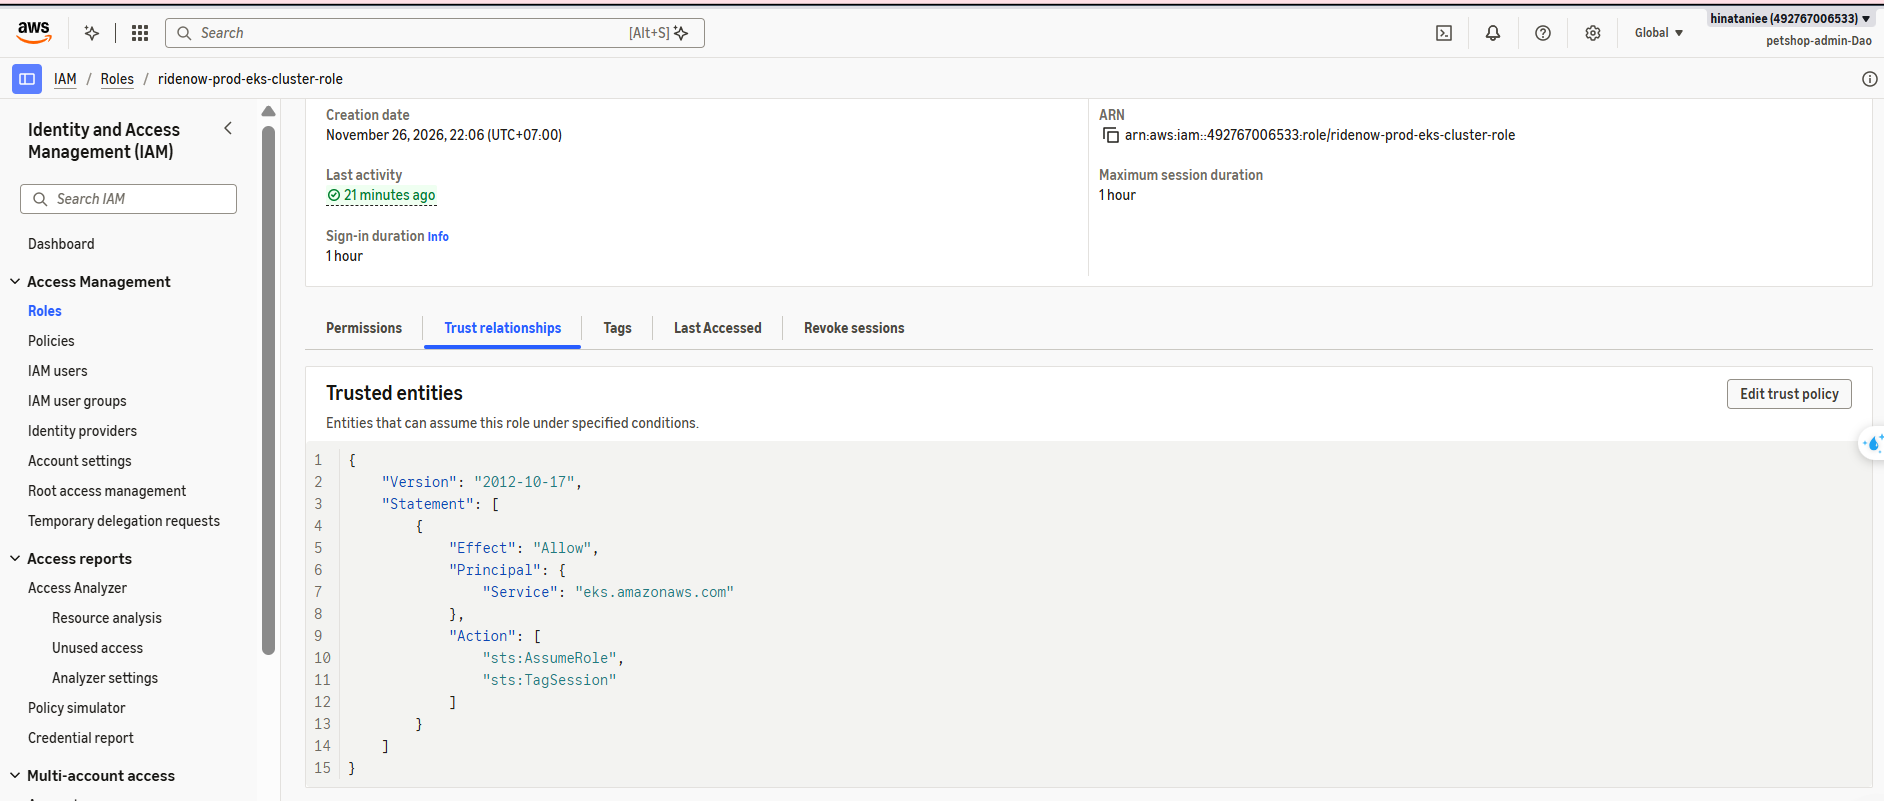 aws
Search
[Alt+S]
Global
hinataniee (492767006533)
petshop-admin-Dao
IAM / Roles / ridenow-prod-eks-cluster-role
Identity and Access
Management (IAM)
Search IAM
Dashboard
Access Management
Roles
Policies
IAM users
IAM user groups
Identity providers
Account settings
Root access management
Temporary delegation requests
Access reports
Access Analyzer
Resource analysis
Unused access
Analyzer settings
Policy simulator
Credential report
Multi-account access
Creation date
November 26, 2026, 22:06 (UTC+07:00)
Last activity
21 minutes ago
Sign-in duration Info
1 hour
ARN
arn:aws:iam::492767006533:role/ridenow-prod-eks-cluster-role
Maximum session duration
1 hour
Permissions
Trust relationships
Tags
Last Accessed
Revoke sessions
Trusted entities
Edit trust policy
Entities that can assume this role under specified conditions.
1 {
2 "Version": "2012-10-17",
3 "Statement": [
4 {
5 "Effect": "Allow",
6 "Principal": {
7 "Service": "eks.amazonaws.com"
8 },
9 "Action": [
10 "sts:AssumeRole",
11 "sts:TagSession"
12 ]
13 }
14 ]
15 }